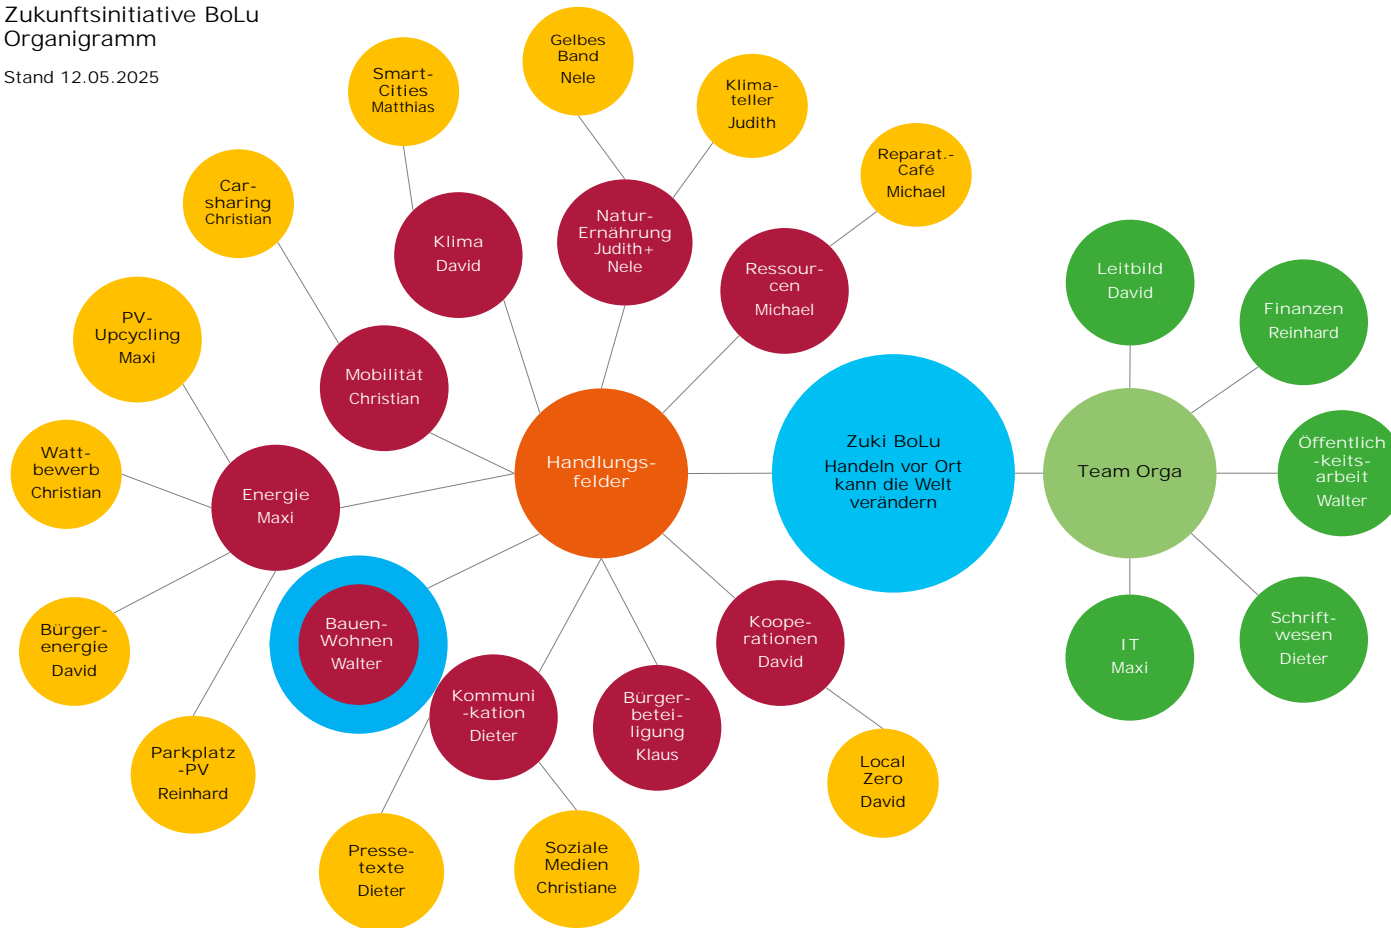 Zukunftsinitiative BoLu
Organigramm
Stand 12.05.2025
Gelbes
Band
Nele
Smart-
Cities
Matthias
Klima-
teller
Judith
Reparat.-
Café
Michael
Car-
sharing
Christian
Natur-
Ernährung
Judith+
Nele
Klima
David
Ressour-
cen
Michael
Leitbild
David
Finanzen
Reinhard
PV-
Upcycling
Maxi
Mobilität
Christian
Watt-
bewerb
Christian
Energie
Maxi
Handlungs-
felder
Zuki BoLu
Handeln vor Ort
kann die Welt
verändern
Team Orga
Öffentlich
-keits-
arbeit
Walter
Bürger-
energie
David
Bauen-
Wohnen
Walter
Koope-
rationen
David
IT
Maxi
Schrift-
wesen
Dieter
Kommuni
-kation
Dieter
Bürger-
betei-
ligung
Klaus
Parkplatz
-PV
Reinhard
Local
Zero
David
Presse-
texte
Dieter
Soziale
Medien
Christiane